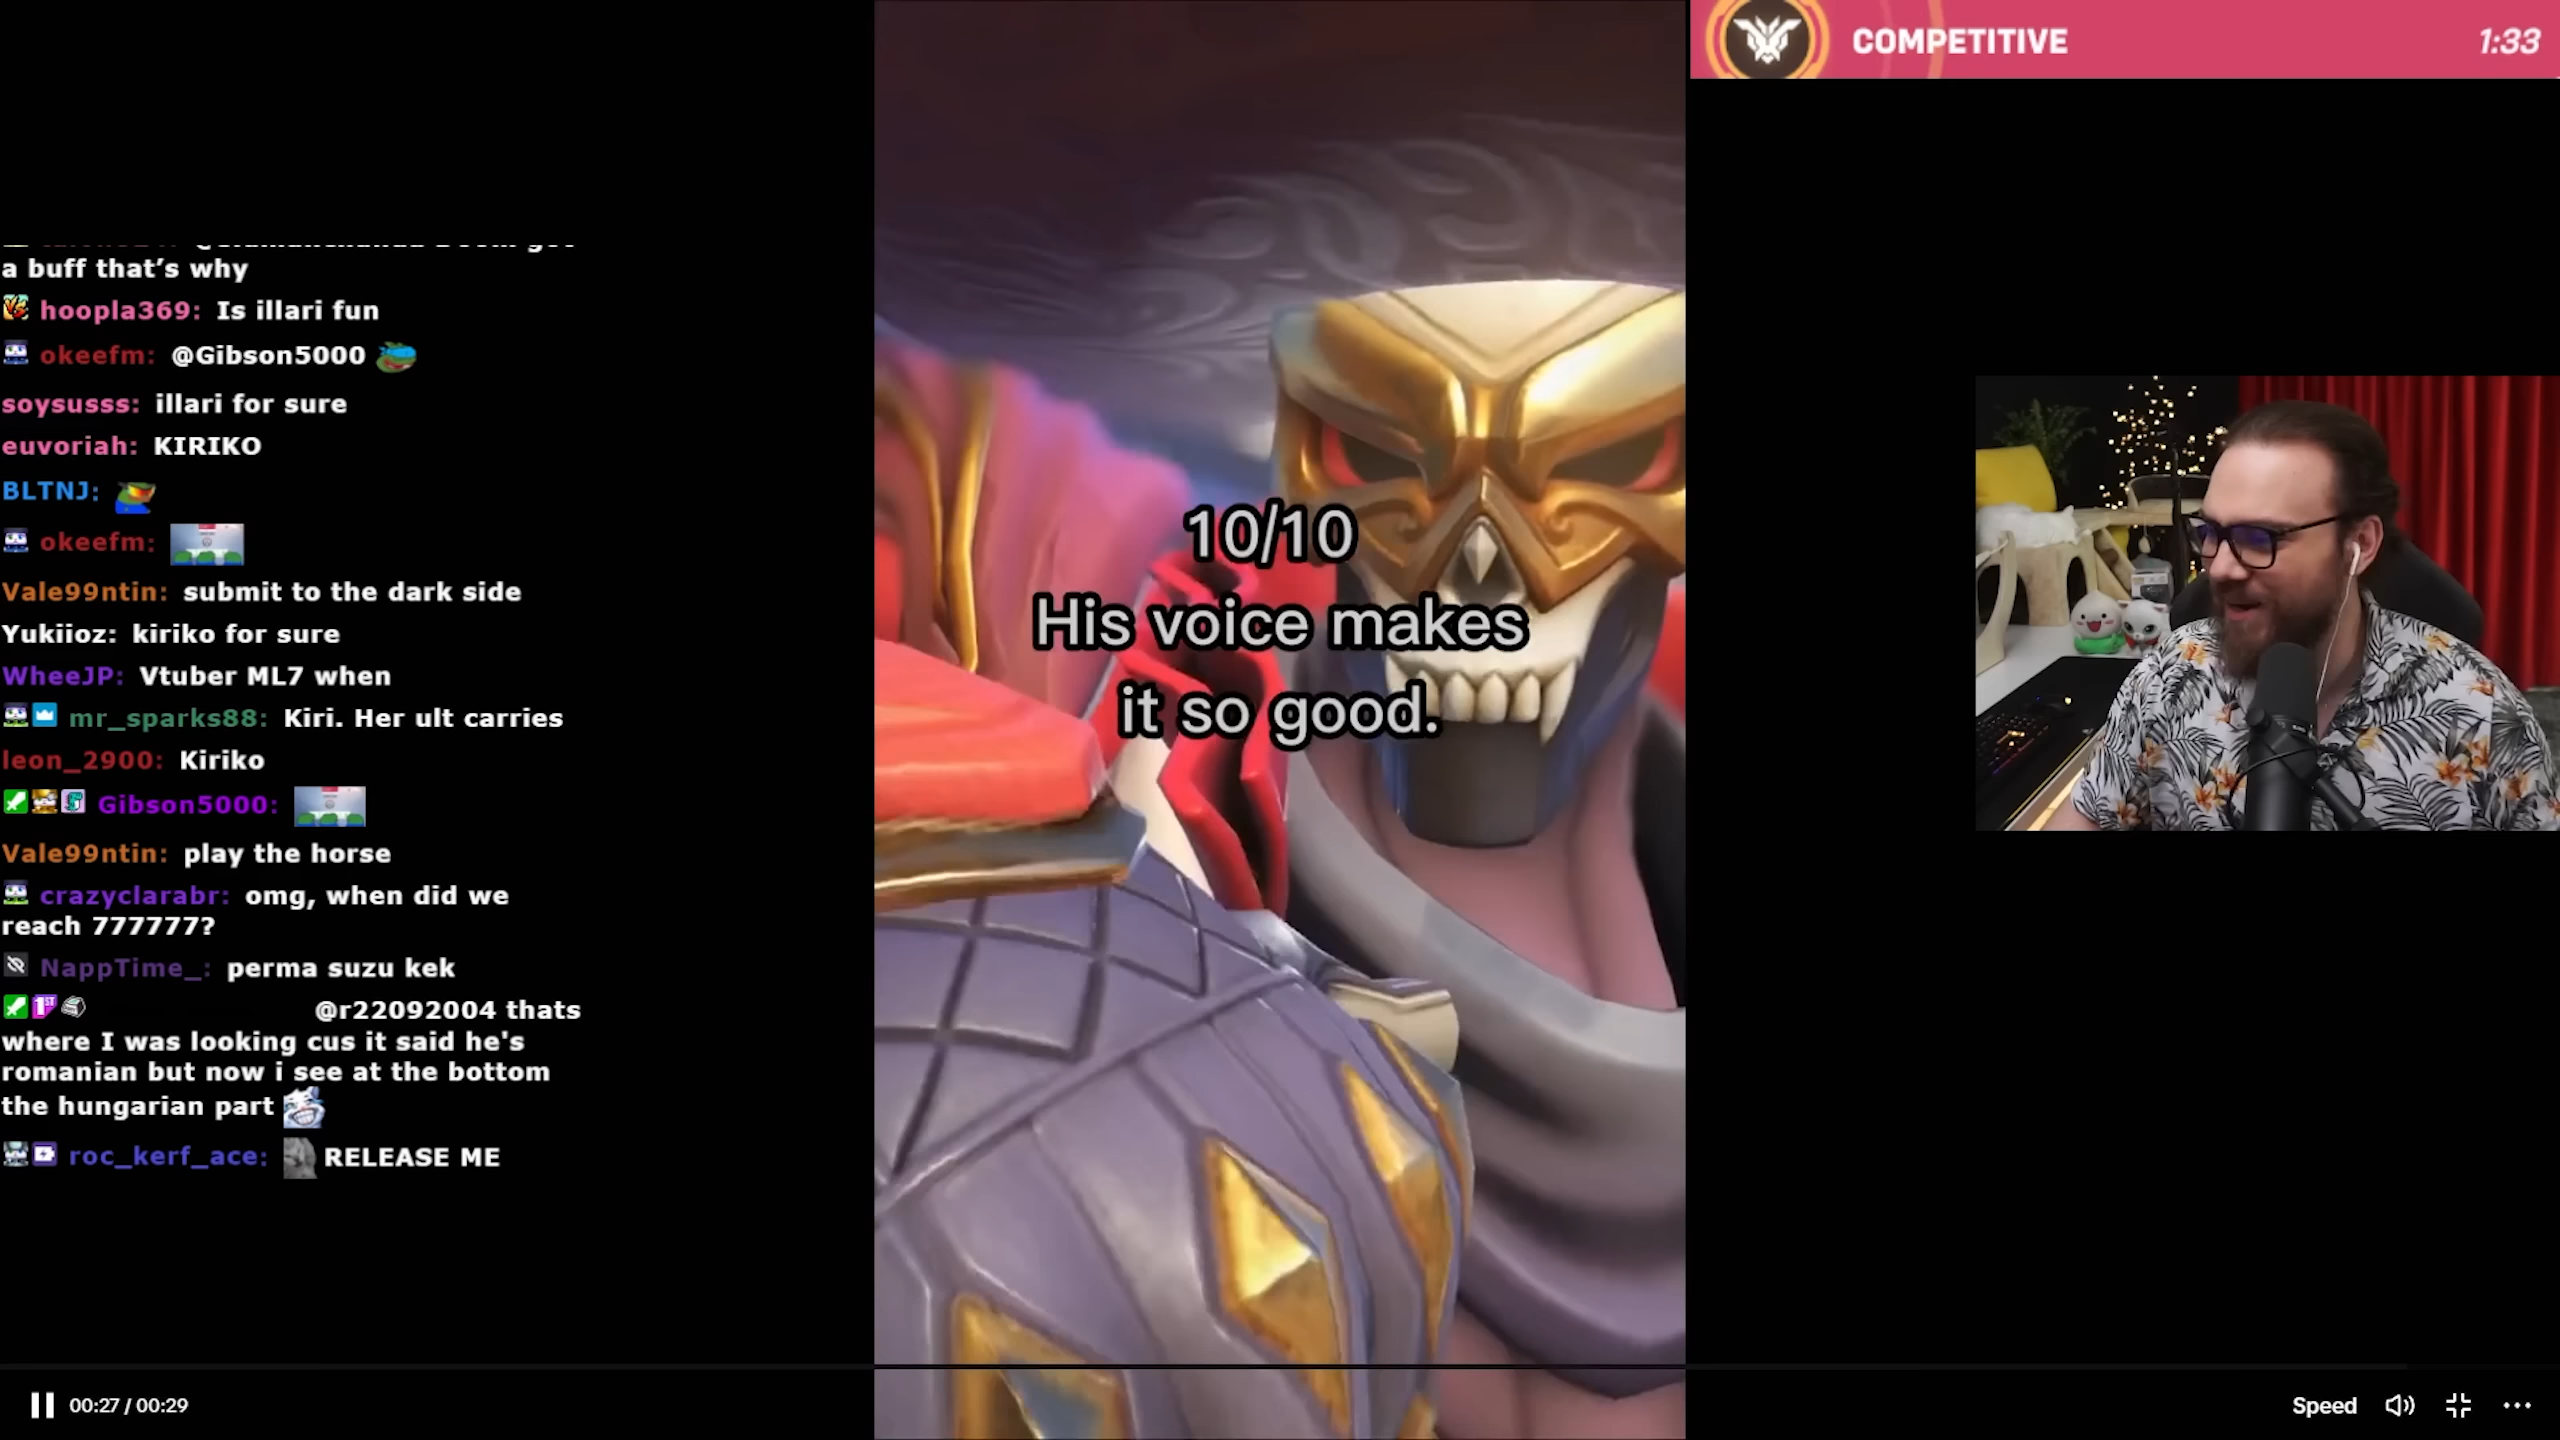 COMPETITIVE
1:33
a buff that’s why
hoopla369: Is illari fun
okeefm: @Gibson5000
soysusss: illari for sure
euvoriah: KIRIKO
BLTNJ:
okeefm:
Vale99ntin: submit to the dark side
Yukiioz: kiriko for sure
WheeJP: Vtuber ML7 when
mr_sparks88: Kiri. Her ult carries
leon_2900: Kiriko
Gibson5000:
Vale99ntin: play the horse
crazyclarabr: omg, when did we
reach 777777?
NappTime_: perma suzu kek
1ST @r22092004 thats
where I was looking cus it said he's
romanian but now i see at the bottom
the hungarian part
roc_kerf_ace: RELEASE ME
10/10
His voice makes
it so good.
00:27 / 00:29
Speed